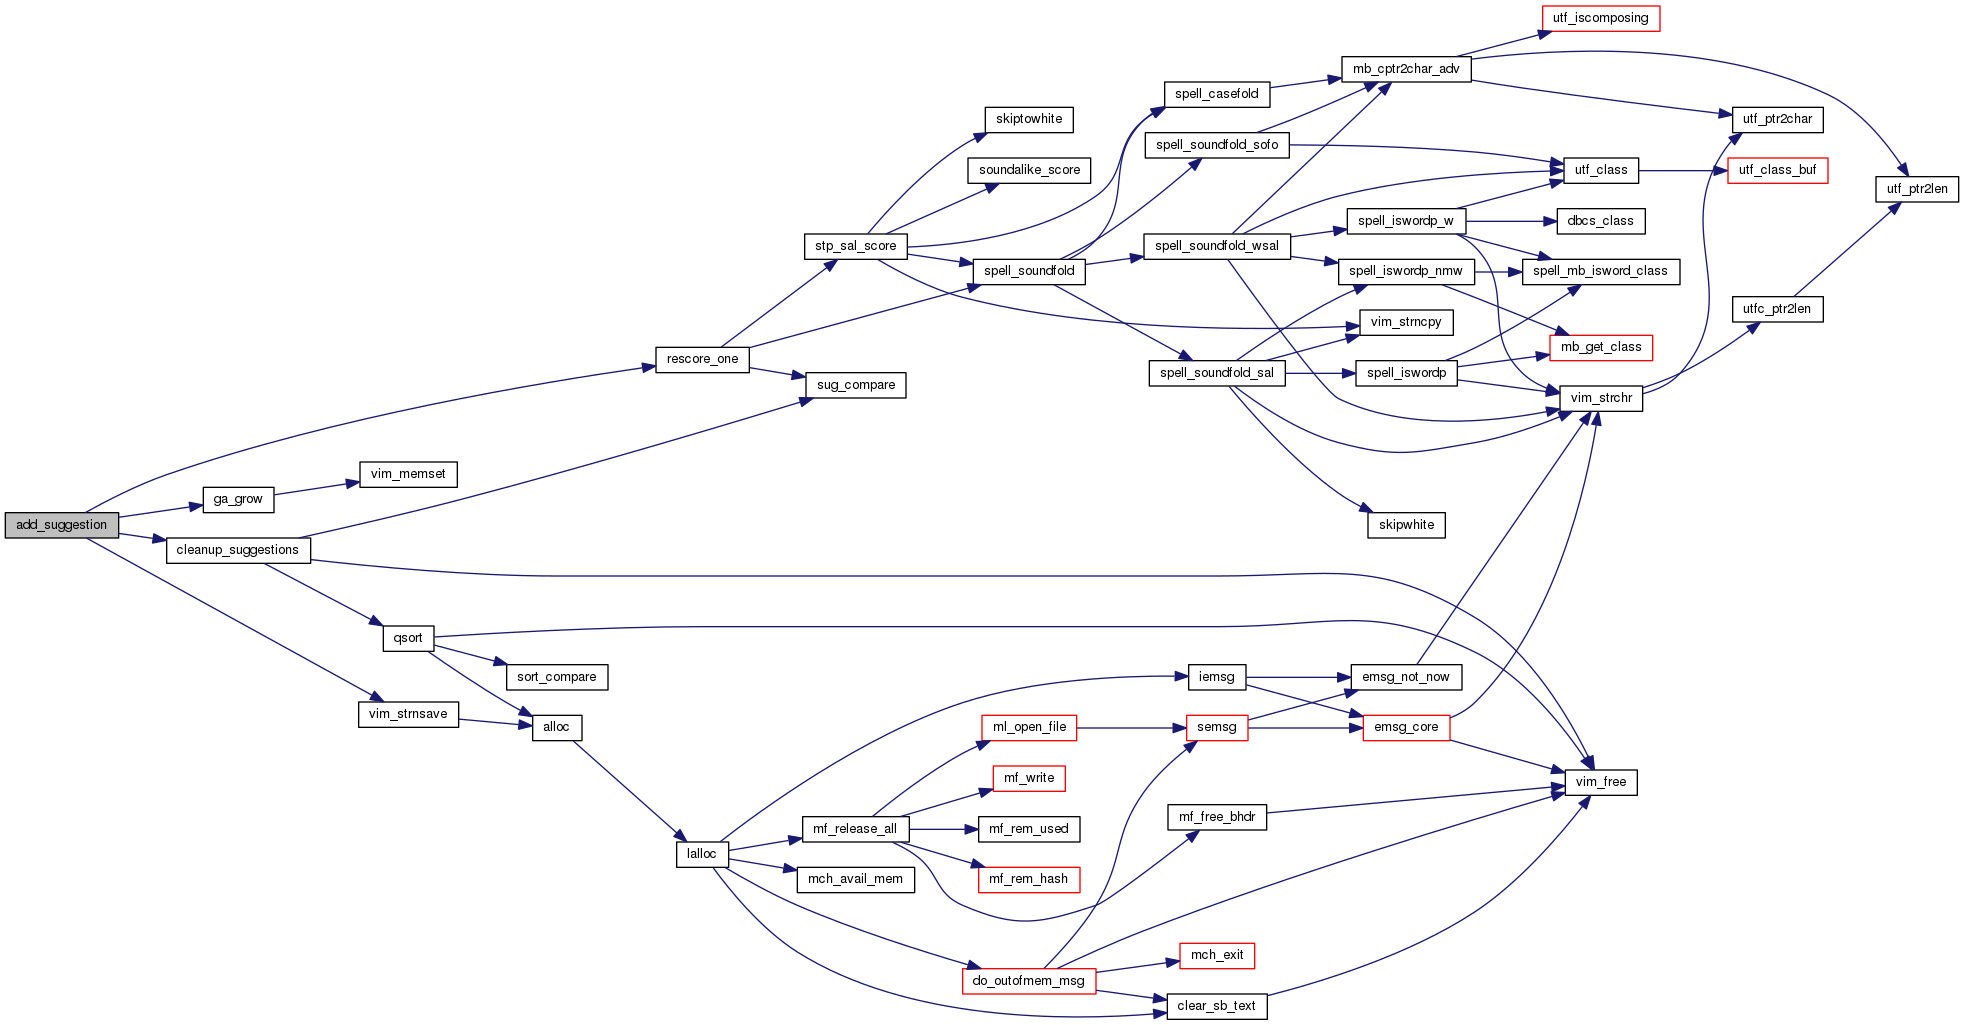 utf_iscomposing
mb_cptr2char_adv
spell_casefold
skiptowhite
utf_ptr2char
spell_soundfold_sofo
soundalike_score
utf_class
utf_class_buf
utf_ptr2len
stp_sal_score
spell_soundfold_wsal
spell_iswordp_w
dbcs_class
spell_soundfold
spell_iswordp_nmw
spell_mb_isword_class
utfc_ptr2len
vim_strncpy
rescore_one
mb_get_class
sug_compare
spell_soundfold_sal
spell_iswordp
vim_strchr
vim_memset
ga_grow
add_suggestion
skipwhite
cleanup_suggestions
qsort
sort_compare
iemsg
emsg_not_now
vim_strnsave
alloc
ml_open_file
semsg
emsg_core
mf_write
vim_free
mf_free_bhdr
mf_release_all
mf_rem_used
lalloc
mch_avail_mem
mf_rem_hash
mch_exit
do_outofmem_msg
clear_sb_text